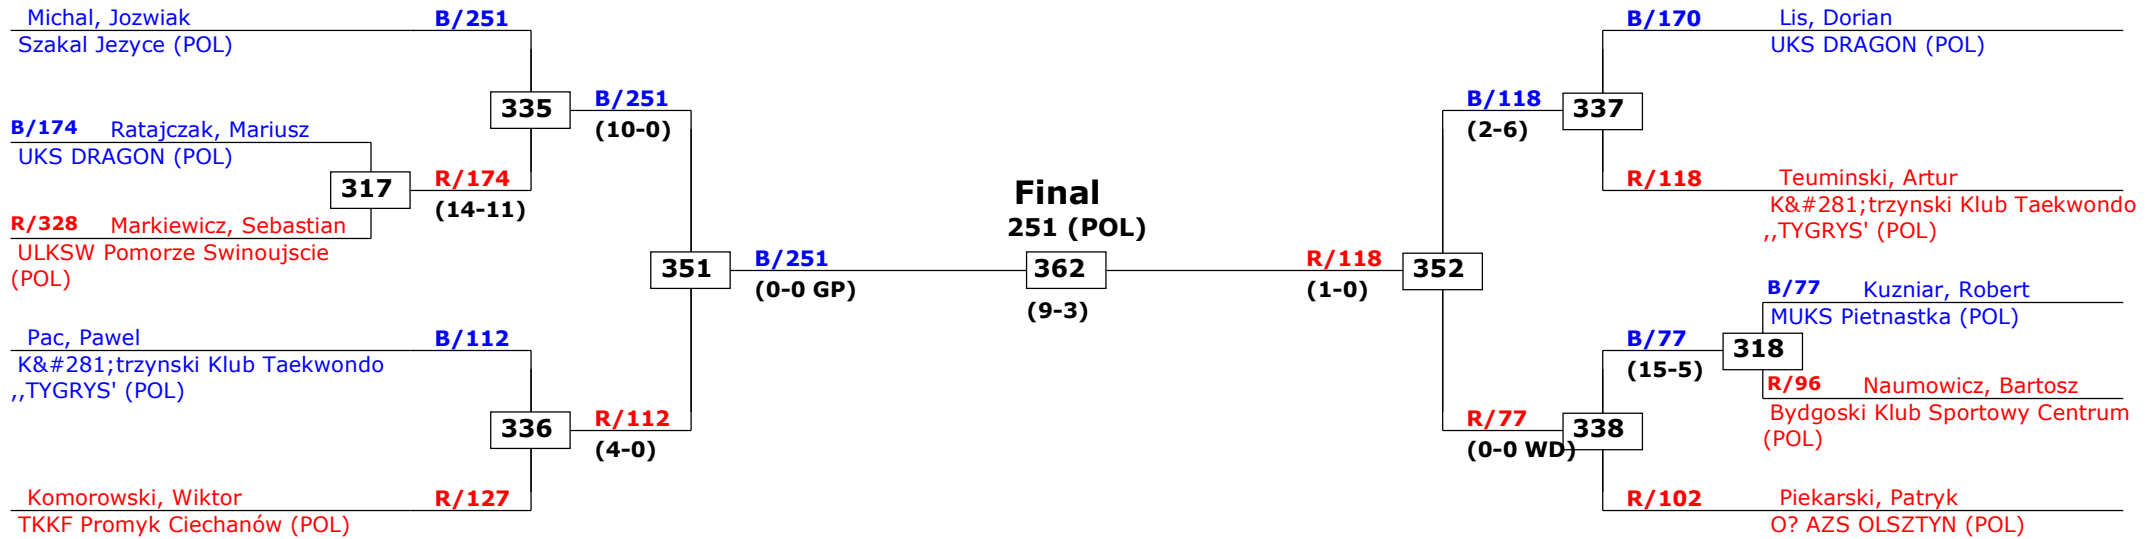 Michal, Jozwiak B/251
Szakal Jezyce (POL)
335
B/251
(10-0)
B/174 Ratajczak, Mariusz
UKS DRAGON (POL)
317
R/174
(14-11)
R/328 Markiewicz, Sebastian
ULKSW Pomorze Swinoujscie
(POL)
351
B/251
(0-0 GP)
Pac, Pawel B/112
K&#281;trzynski Klub Taekwondo
,,TYGRYS' (POL)
336
R/112
(4-0)
Komorowski, Wiktor R/127
TKKF Promyk Ciechanów (POL)
Final
251 (POL)
362
(9-3)
B/170 Lis, Dorian
UKS DRAGON (POL)
B/118
(2-6)
337
R/118 Teuminski, Artur
K&#281;trzynski Klub Taekwondo
,,TYGRYS' (POL)
R/118
(1-0)
352
B/77 Kuzniar, Robert
MUKS Pietnastka (POL)
B/77
(15-5)
318
R/96 Naumowicz, Bartosz
Bydgoski Klub Sportowy Centrum
(POL)
R/77
(0-0 WD)
338
R/102 Piekarski, Patryk
O? AZS OLSZTYN (POL)